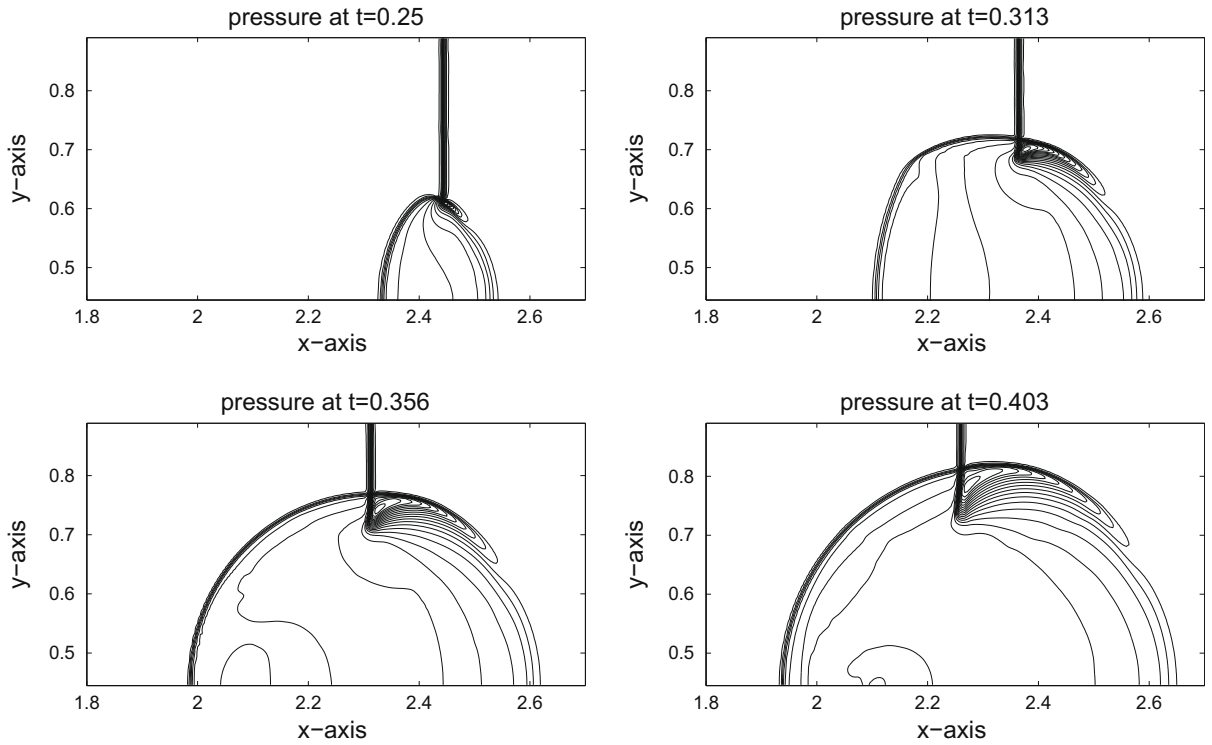 pressure at t=0.25
y−axis
0.8
0.7
0.6
0.5
1.8 2 2.2 2.4 2.6
x−axis
pressure at t=0.313
y−axis
0.8
0.7
0.6
0.5
1.8 2 2.2 2.4 2.6
x−axis
pressure at t=0.356
y−axis
0.8
0.7
0.6
0.5
1.8 2 2.2 2.4 2.6
x−axis
pressure at t=0.403
y−axis
0.8
0.7
0.6
0.5
1.8 2 2.2 2.4 2.6
x−axis